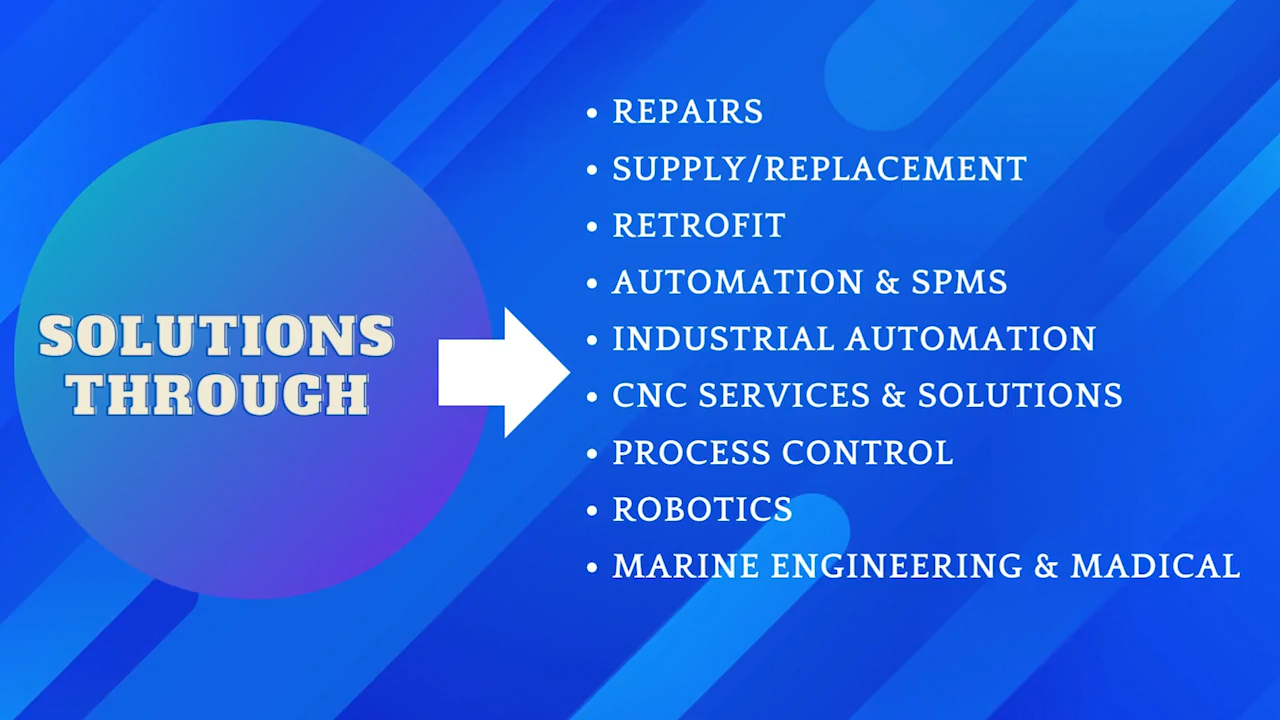 SOLUTIONS
THROUGH
• REPAIRS
• SUPPLY/REPLACEMENT
• RETROFIT
• AUTOMATION & SPMS
• INDUSTRIAL AUTOMATION
• CNC SERVICES & SOLUTIONS
• PROCESS CONTROL
• ROBOTICS
• MARINE ENGINEERING & MADICAL